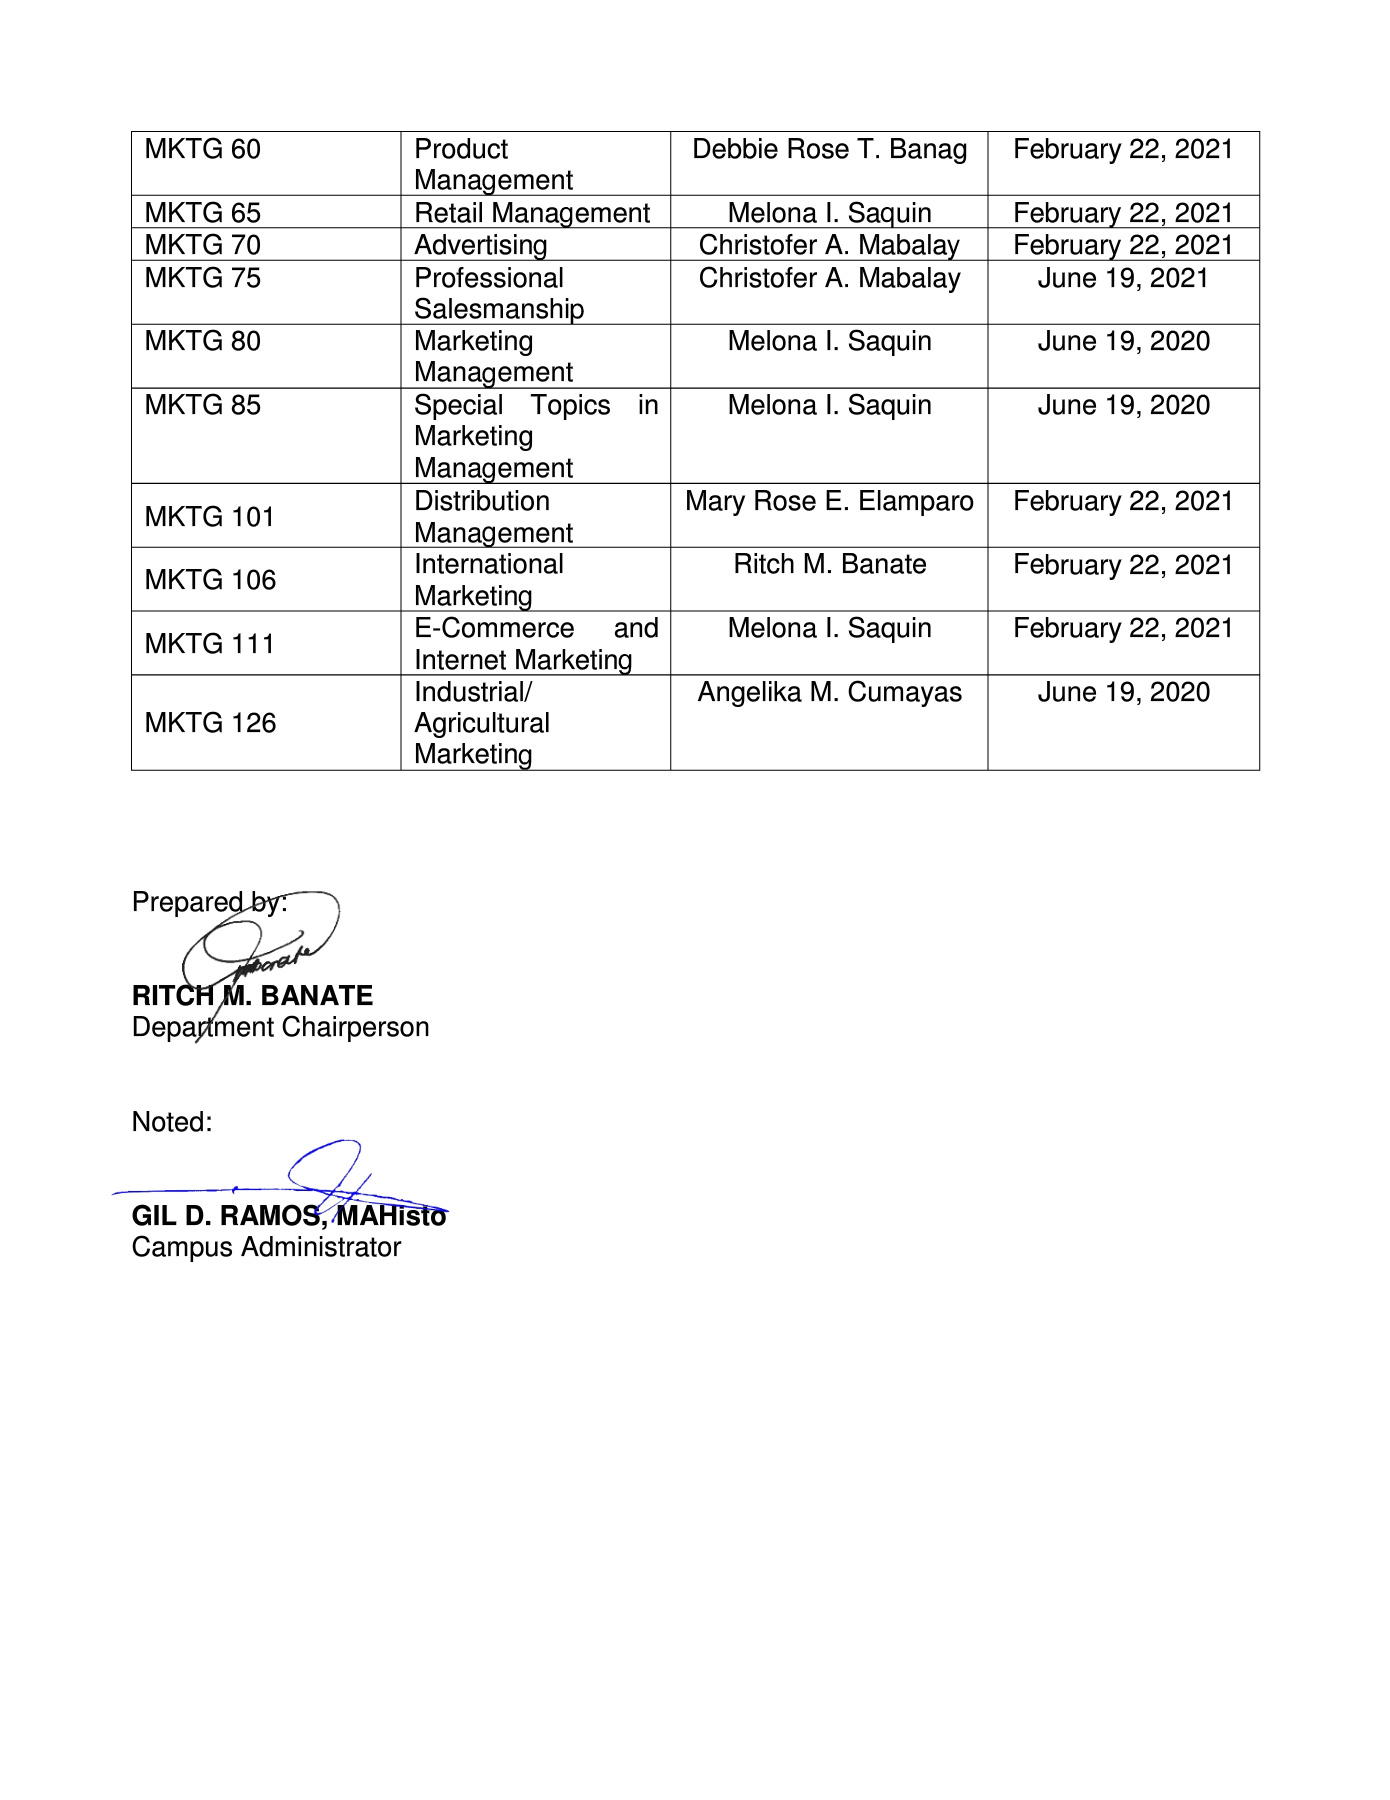 MKTG 60 Product Debbie Rose T. Banag February 22, 2021
Management
MKTG 65 Retail Management Melona I. Saquin February 22, 2021
MKTG 70 Advertising Christofer A. Mabalay February 22, 2021
MKTG 75 Professional Christofer A. Mabalay June 19, 2021
Salesmanship
MKTG 80 Marketing Melona I. Saquin June 19, 2020
Management
MKTG 85 Special Topics in Melona I. Saquin June 19, 2020
Marketing
Management
MKTG 101 Distribution Mary Rose E. Elamparo February 22, 2021
Management
MKTG 106 International Ritch M. Banate February 22, 2021
Marketing
MKTG 111 E-Commerce and Melona I. Saquin February 22, 2021
Internet Marketing
MKTG 126 Industrial/ Angelika M. Cumayas June 19, 2020
Agricultural
Marketing
Prepared by:
RITCH M. BANATE
Department Chairperson
Noted:
GIL D. RAMOS, MAHisto
Campus Administrator